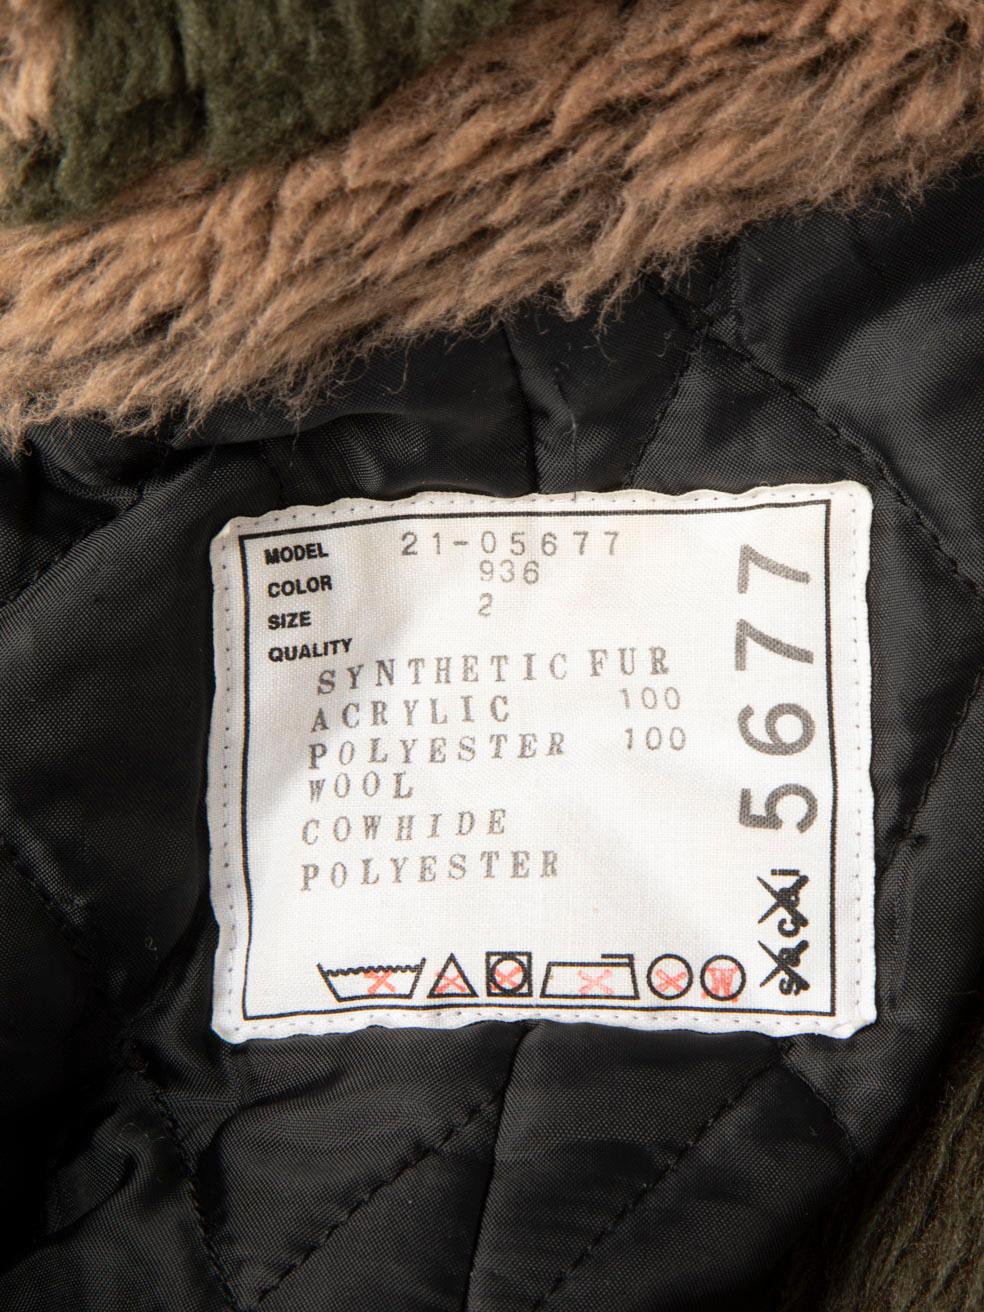 MODEL 21-05677
COLOR 936
SIZE 2
QUALITY
SYNTHETIC FUR
ACRYLIC 100
POLYESTER 100
WOOL
COWHIDE
POLYESTER
5677
sacai